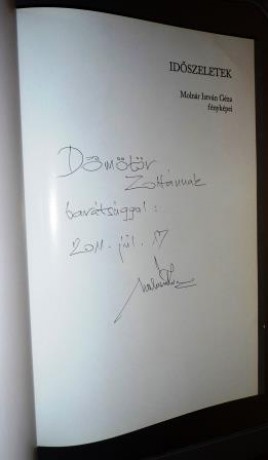 IDŐSZELETEK
Molnár István Géza
fényképei
Dömötör
Zoltánnak
barátsággal:
2011. júl. 17